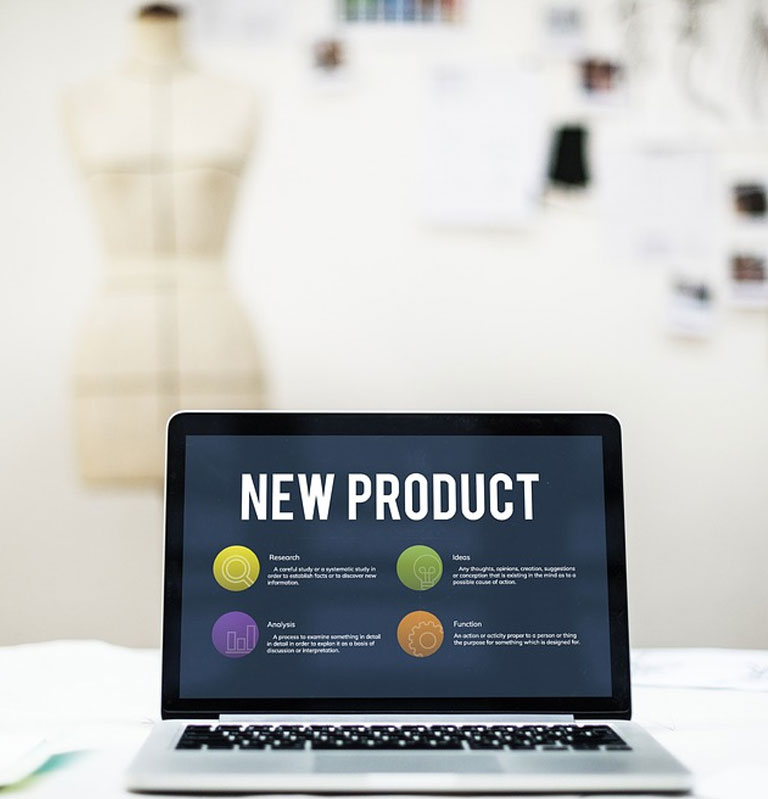 NEW PRODUCT
Research
A careful study or a systematic study in
order to establish facts or to discover new
information.
Ideas
Any thoughts, opinions, creation, suggestions
or conception that is existing in the mind as to a
possible cause of action.
Analysis
A process to examine something in detail
in detail in order to explan it as a basis of
discussion or interpretation.
Function
An action or activity proper to a person or thing
the purpose for something which is designed for.